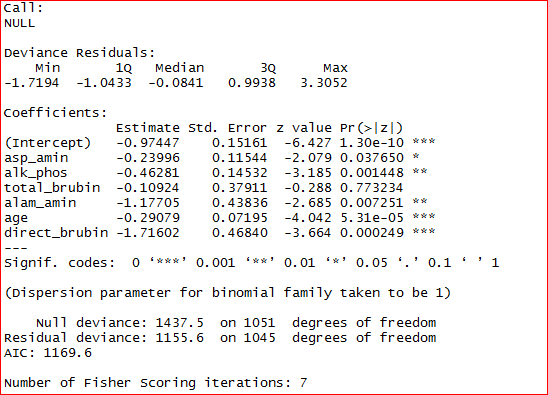 Call:
NULL

Deviance Residuals:
    Min       1Q   Median       3Q      Max
-1.7194  -1.0433  -0.0841   0.9938   3.3052

Coefficients:
              Estimate Std. Error z value Pr(>|z|)
(Intercept)   -0.97447    0.15161  -6.427 1.30e-10 ***
asp_amin      -0.23996    0.11544  -2.079 0.037650 *
alk_phos      -0.46281    0.14532  -3.185 0.001448 **
total_brubin  -0.10924    0.37911  -0.288 0.773234
alam_amin     -1.17705    0.43836  -2.685 0.007251 **
age           -0.29079    0.07195  -4.042 5.31e-05 ***
direct_brubin -1.71602    0.46840  -3.664 0.000249 ***
---
Signif. codes:  0 ‘***’ 0.001 ‘**’ 0.01 ‘*’ 0.05 ‘.’ 0.1 ‘ ’ 1

(Dispersion parameter for binomial family taken to be 1)

    Null deviance: 1437.5  on 1051  degrees of freedom
Residual deviance: 1155.6  on 1045  degrees of freedom
AIC: 1169.6

Number of Fisher Scoring iterations: 7